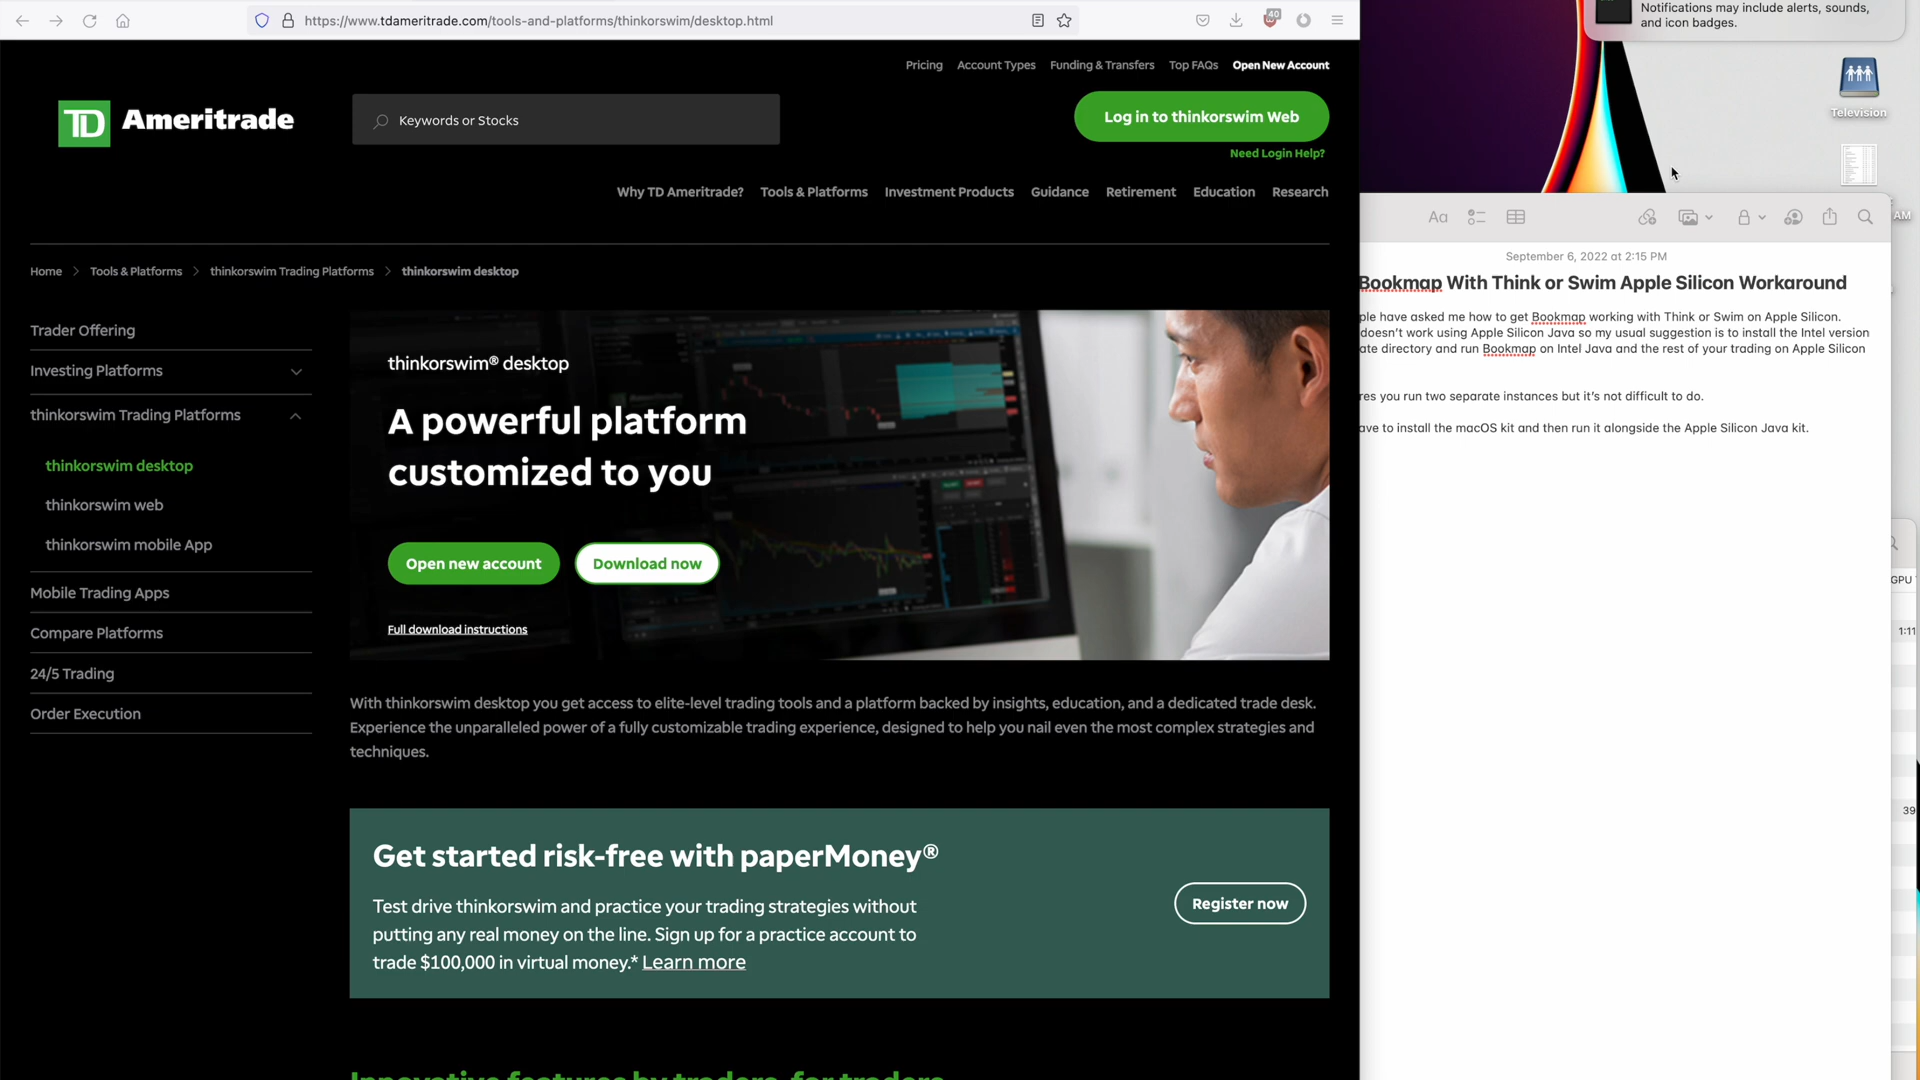 https://www.tdameritrade.com/tools-and-platforms/thinkorswim/desktop.html
40
Notifications may include alerts, sounds,
and icon badges.
Pricing Account Types Funding & Transfers Top FAQs Open New Account
TD Ameritrade
Keywords or Stocks
Log in to thinkorswim Web
Need Login Help?
Television
Why TD Ameritrade? Tools & Platforms Investment Products Guidance Retirement Education Research
Home > Tools & Platforms > thinkorswim Trading Platforms > thinkorswim desktop
Trader Offering
Investing Platforms
thinkorswim Trading Platforms
thinkorswim desktop
thinkorswim web
thinkorswim mobile App
Mobile Trading Apps
Compare Platforms
24/5 Trading
Order Execution
thinkorswim® desktop
A powerful platform
customized to you
Open new account
Download now
Full download instructions
With thinkorswim desktop you get access to elite-level trading tools and a platform backed by insights, education, and a dedicated trade desk.
Experience the unparalleled power of a fully customizable trading experience, designed to help you nail even the most complex strategies and
techniques.
Get started risk-free with paperMoney®
Test drive thinkorswim and practice your trading strategies without
putting any real money on the line. Sign up for a practice account to
trade $100,000 in virtual money.* Learn more
Register now
Innovative features by traders, for traders
AM
Aa
September 6, 2022 at 2:15 PM
Bookmap With Think or Swim Apple Silicon Workaround
ple have asked me how to get Bookmap working with Think or Swim on Apple Silicon.
doesn't work using Apple Silicon Java so my usual suggestion is to install the Intel version
ate directory and run Bookmap on Intel Java and the rest of your trading on Apple Silicon
res you run two separate instances but it's not difficult to do.
ave to install the macOS kit and then run it alongside the Apple Silicon Java kit.
GPU
1:11
39